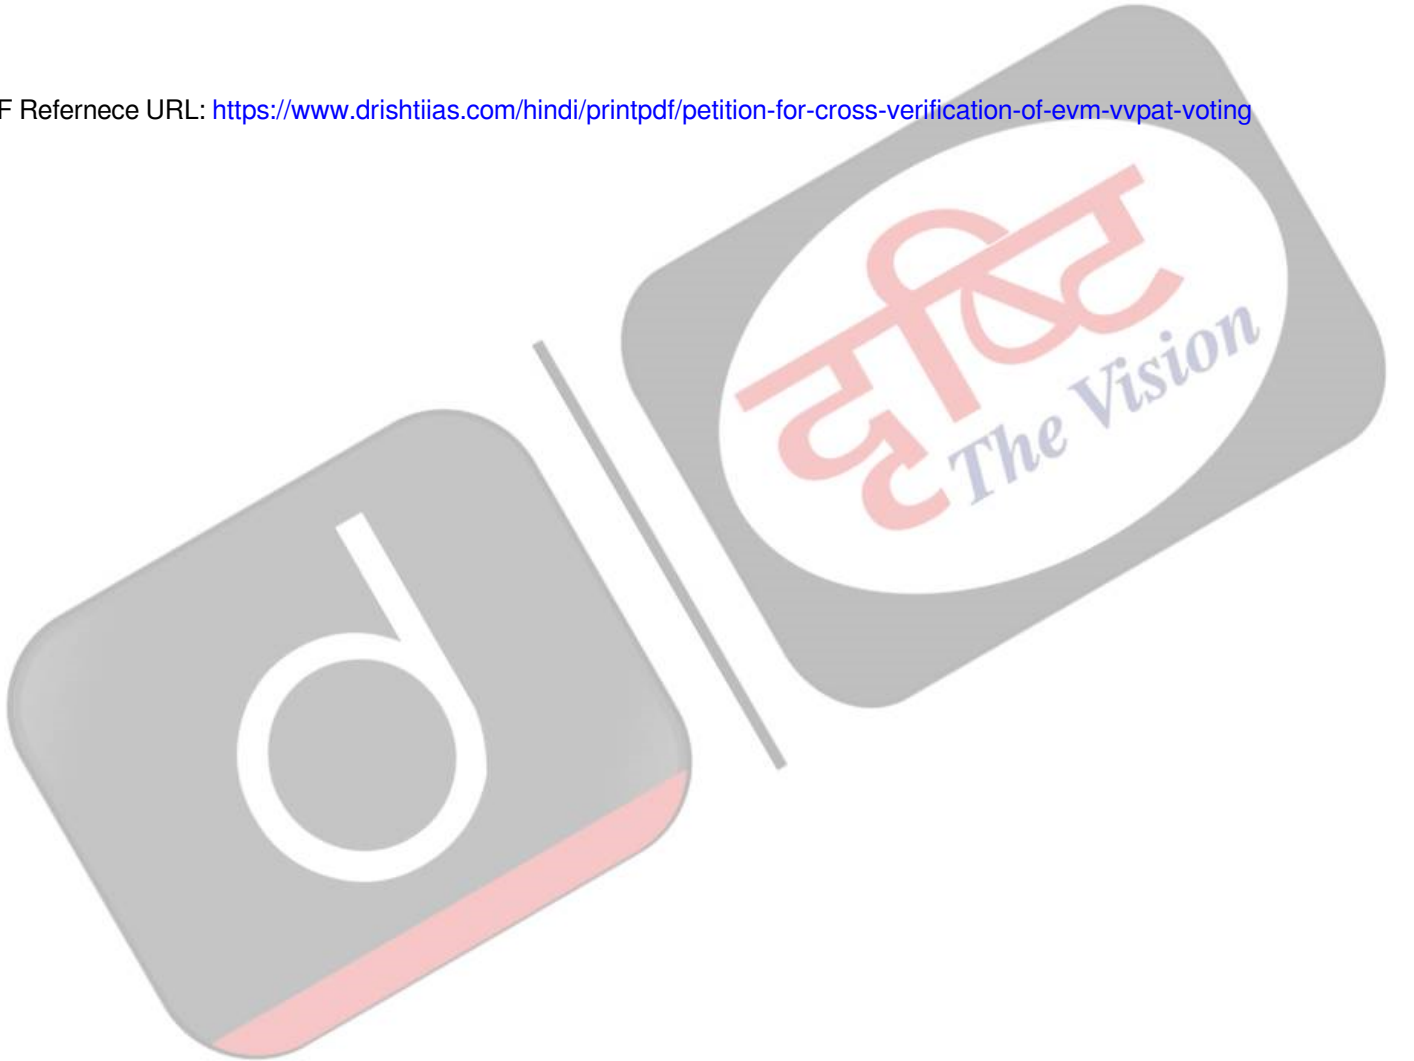 F Refernece URL: https://www.drishtiias.com/hindi/printpdf/petition-for-cross-verification-of-evm-vvpat-voting
दृष्टि
The Vision
d